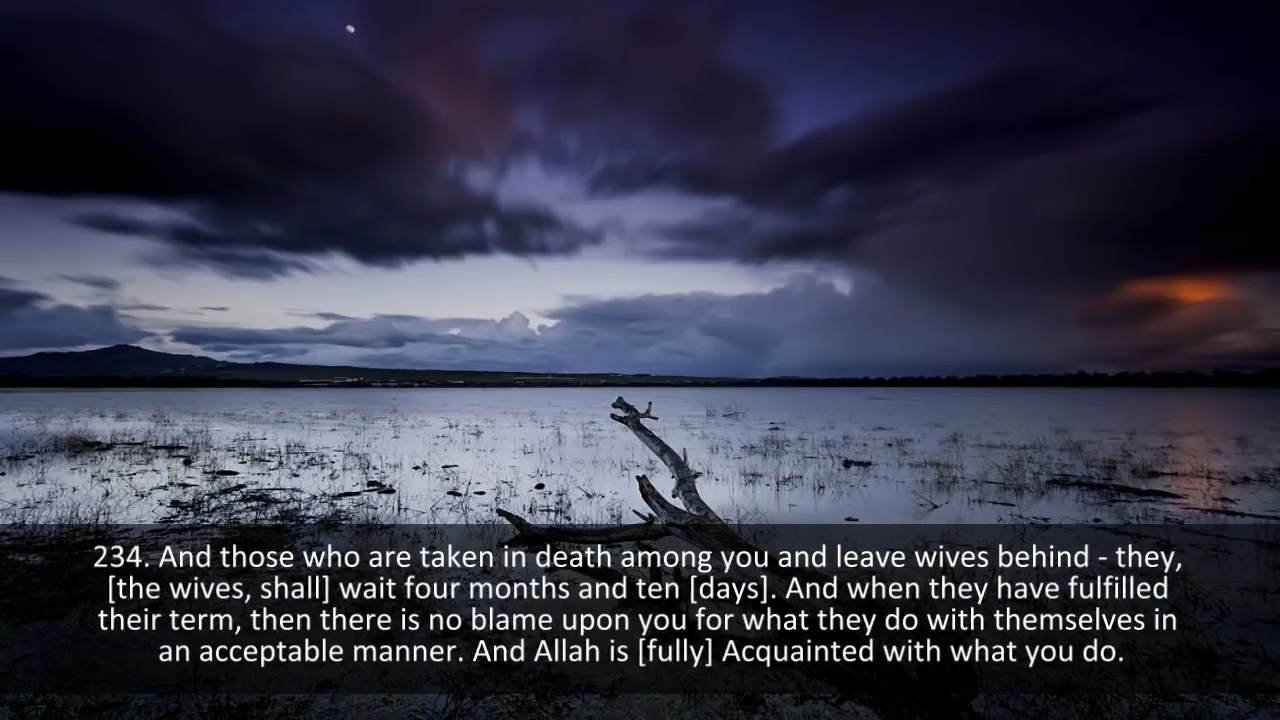 234. And those who are taken in death among you and leave wives behind - they,
[the wives, shall] wait four months and ten [days]. And when they have fulfilled
their term, then there is no blame upon you for what they do with themselves in
an acceptable manner. And Allah is [fully] Acquainted with what you do.